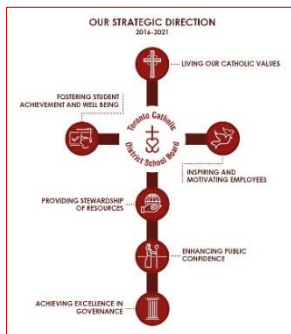 OUR STRATEGIC DIRECTION
2016-2021
LIVING OUR CATHOLIC VALUES
FOSTERING STUDENT
ACHIEVEMENT AND WELL BEING
Toronto Catholic
District School Board
INSPIRING AND
MOTIVATING EMPLOYEES
PROVIDING STEWARDSHIP
OF RESOURCES
ENHANCING PUBLIC
CONFIDENCE
ACHIEVING EXCELLENCE IN
GOVERNANCE